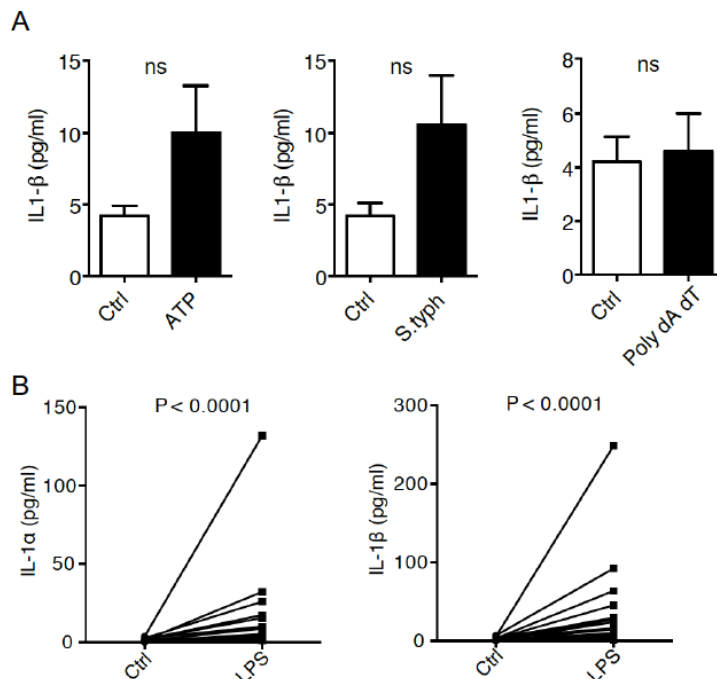 A
ns
IL1-β (pg/ml)
15
10
5
0
Ctrl
ATP
ns
IL1-β (pg/ml)
15
10
5
0
Ctrl
S.typh
ns
IL1-β (pg/ml)
8
6
4
2
0
Ctrl
Poly dA dT
B
P < 0.0001
IL-1α (pg/ml)
150
100
50
0
Ctrl
LPS
P < 0.0001
IL-1β (pg/ml)
300
200
100
0
Ctrl
LPS